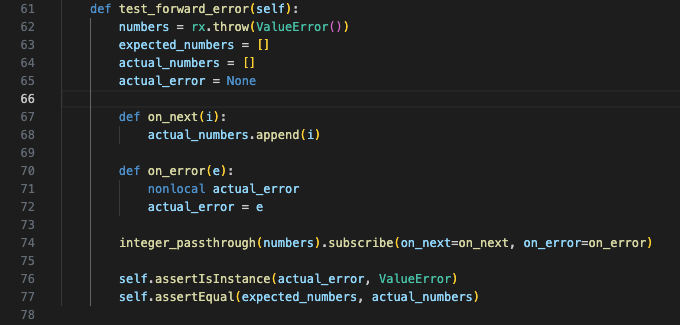 61 def test_forward_error(self):
62 numbers = rx.throw(ValueError())
63 expected_numbers = []
64 actual_numbers = []
65 actual_error = None
66
67 def on_next(i):
68 actual_numbers.append(i)
69
70 def on_error(e):
71 nonlocal actual_error
72 actual_error = e
73
74 integer_passthrough(numbers).subscribe(on_next=on_next, on_error=on_error)
75
76 self.assertIsInstance(actual_error, ValueError)
77 self.assertEqual(expected_numbers, actual_numbers)
78